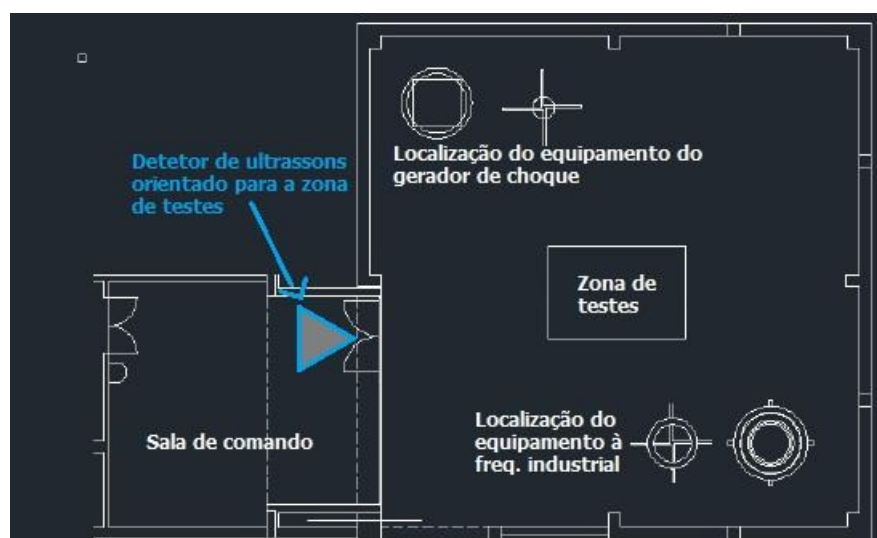 Detetor de ultrassons
orientado para a zona
de testes
Localização do equipamento do
gerador de choque
Zona de
testes
Sala de comando
Localização do
equipamento à
freq. industrial